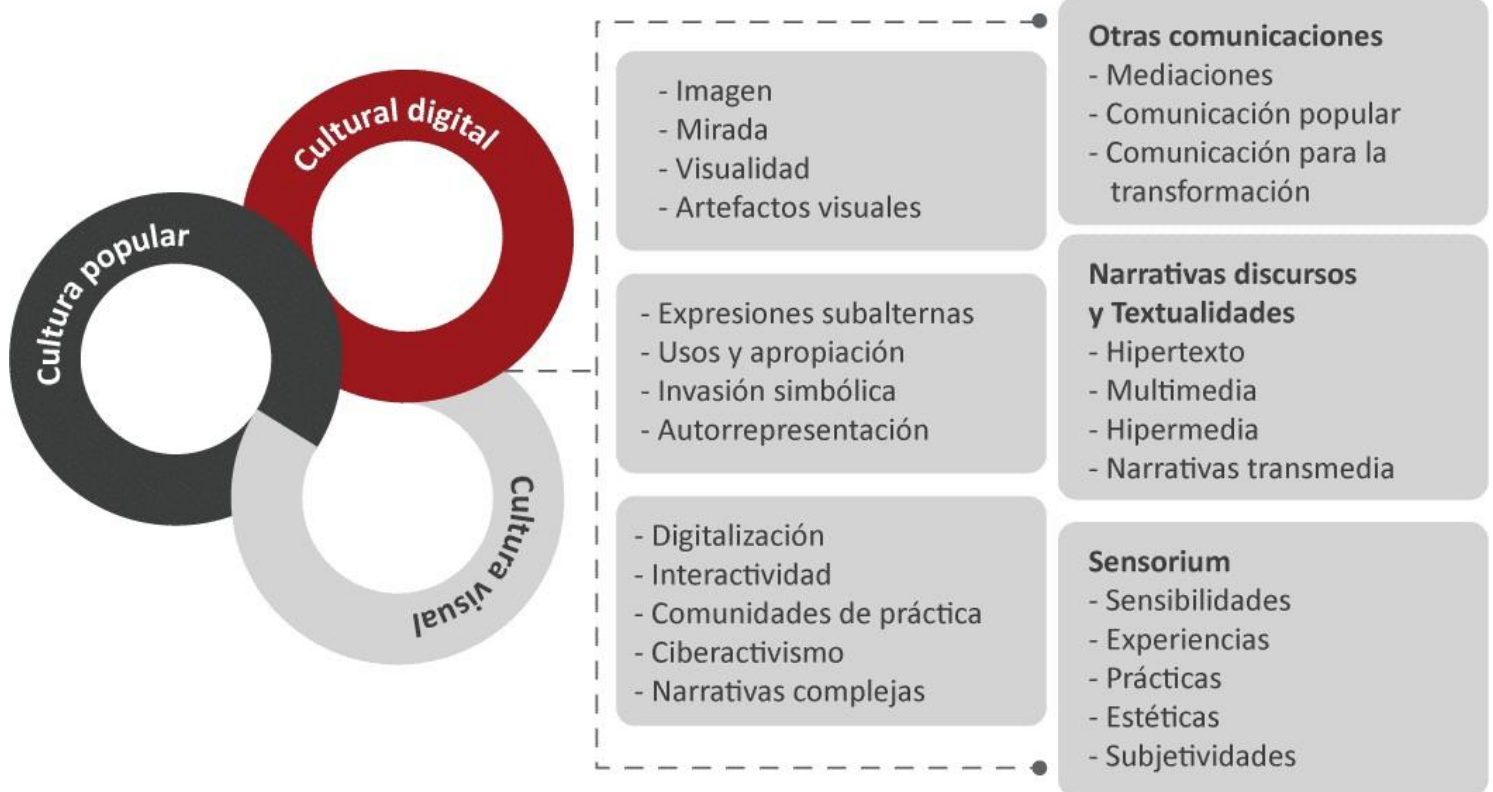 Cultural digital
Cultura popular
Cultura visual
- Imagen
- Mirada
- Visualidad
- Artefactos visuales
- Expresiones subalternas
- Usos y apropiación
- Invasión simbólica
- Autorrepresentación
- Digitalización
- Interactividad
- Comunidades de práctica
- Ciberactivismo
- Narrativas complejas
Otras comunicaciones
- Mediaciones
- Comunicación popular
- Comunicación para la
transformación
Narrativas discursos
y Textualidades
- Hipertexto
- Multimedia
- Hipermedia
- Narrativas transmedia
Sensorium
- Sensibilidades
- Experiencias
- Prácticas
- Estéticas
- Subjetividades